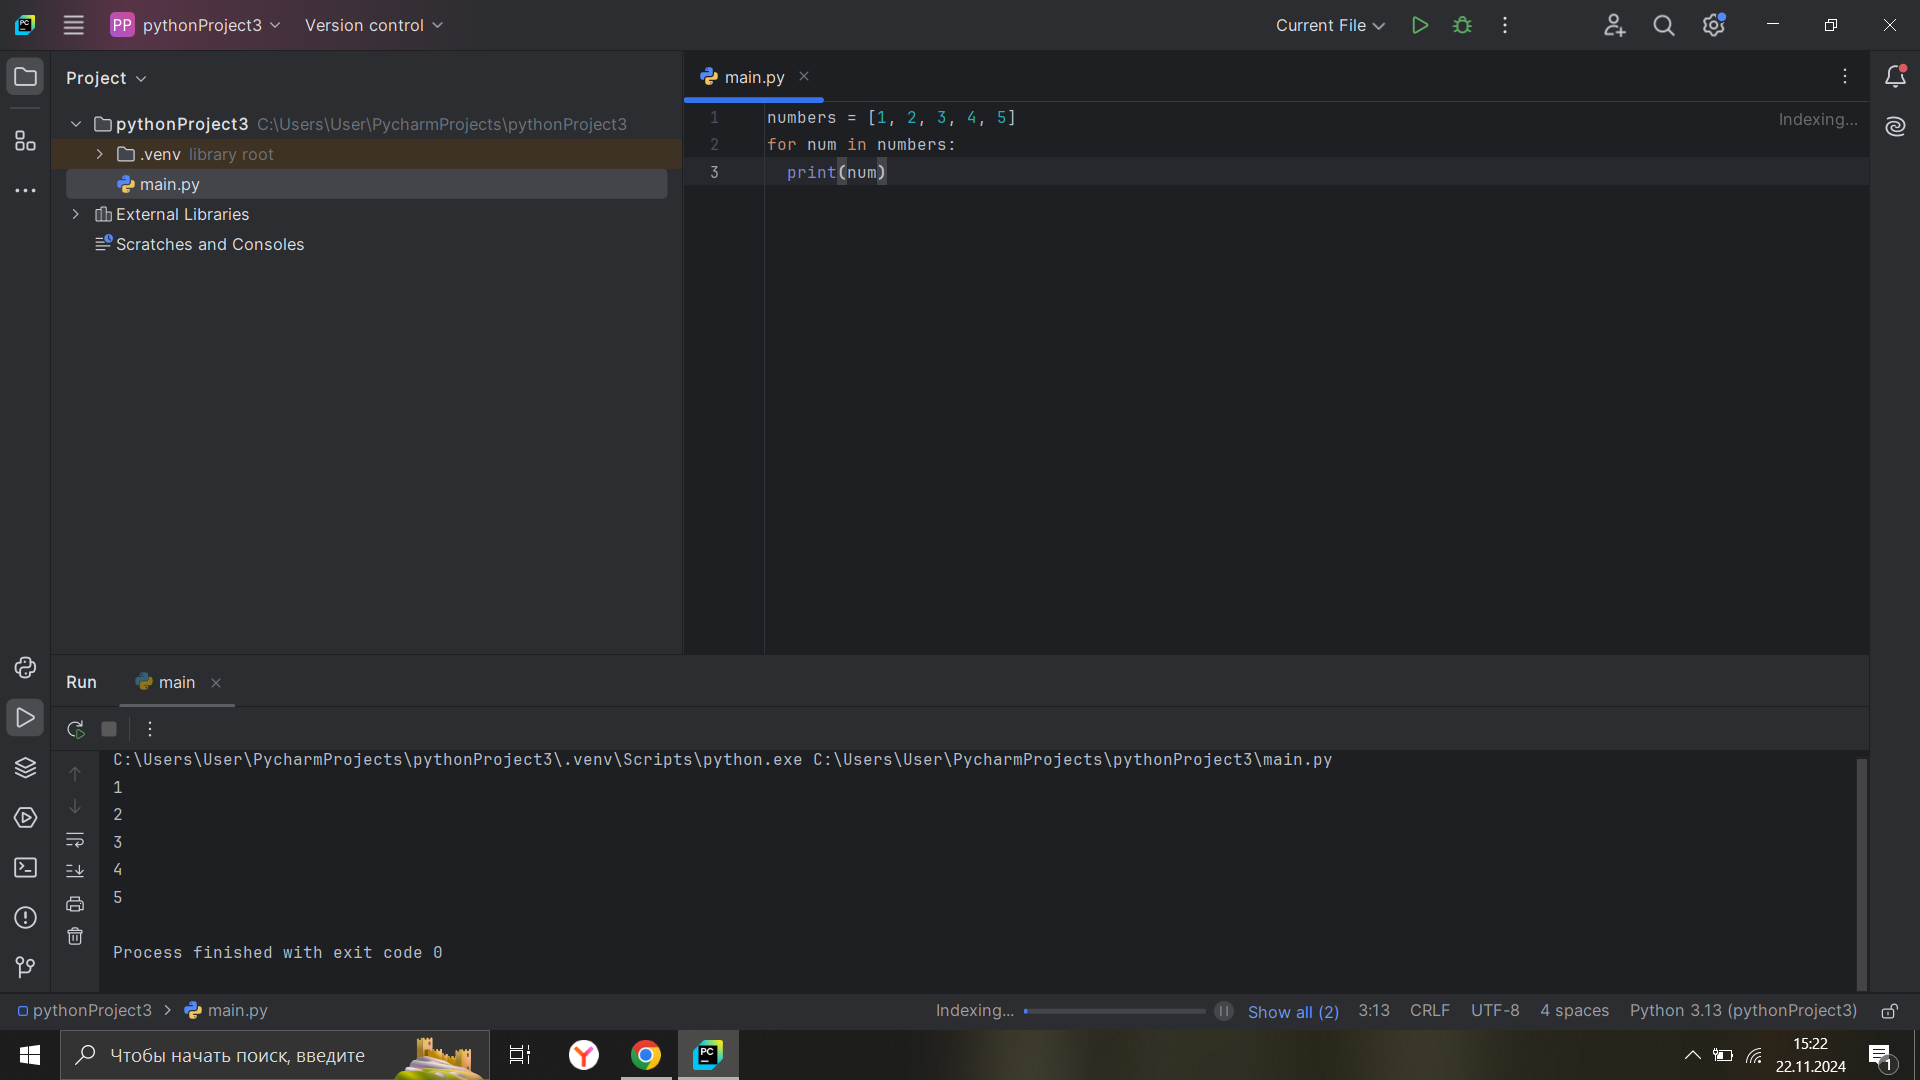 PP pythonProject3 Version control Current File
Project
main.py
pythonProject3 C:\Users\User\PycharmProjects\pythonProject3
.venv library root
main.py
External Libraries
Scratches and Consoles
1 numbers = [1, 2, 3, 4, 5]
Indexing...
2 for num in numbers:
3 print(num)
Run main
C:\Users\User\PycharmProjects\pythonProject3\.venv\Scripts\python.exe C:\Users\User\PycharmProjects\pythonProject3\main.py
1
2
3
4
5
Process finished with exit code 0
pythonProject3 > main.py Indexing... Show all (2) 3:13 CRLF UTF-8 4 spaces Python 3.13 (pythonProject3)
Чтобы начать поиск, введите
PC
15:22
22.11.2024
1